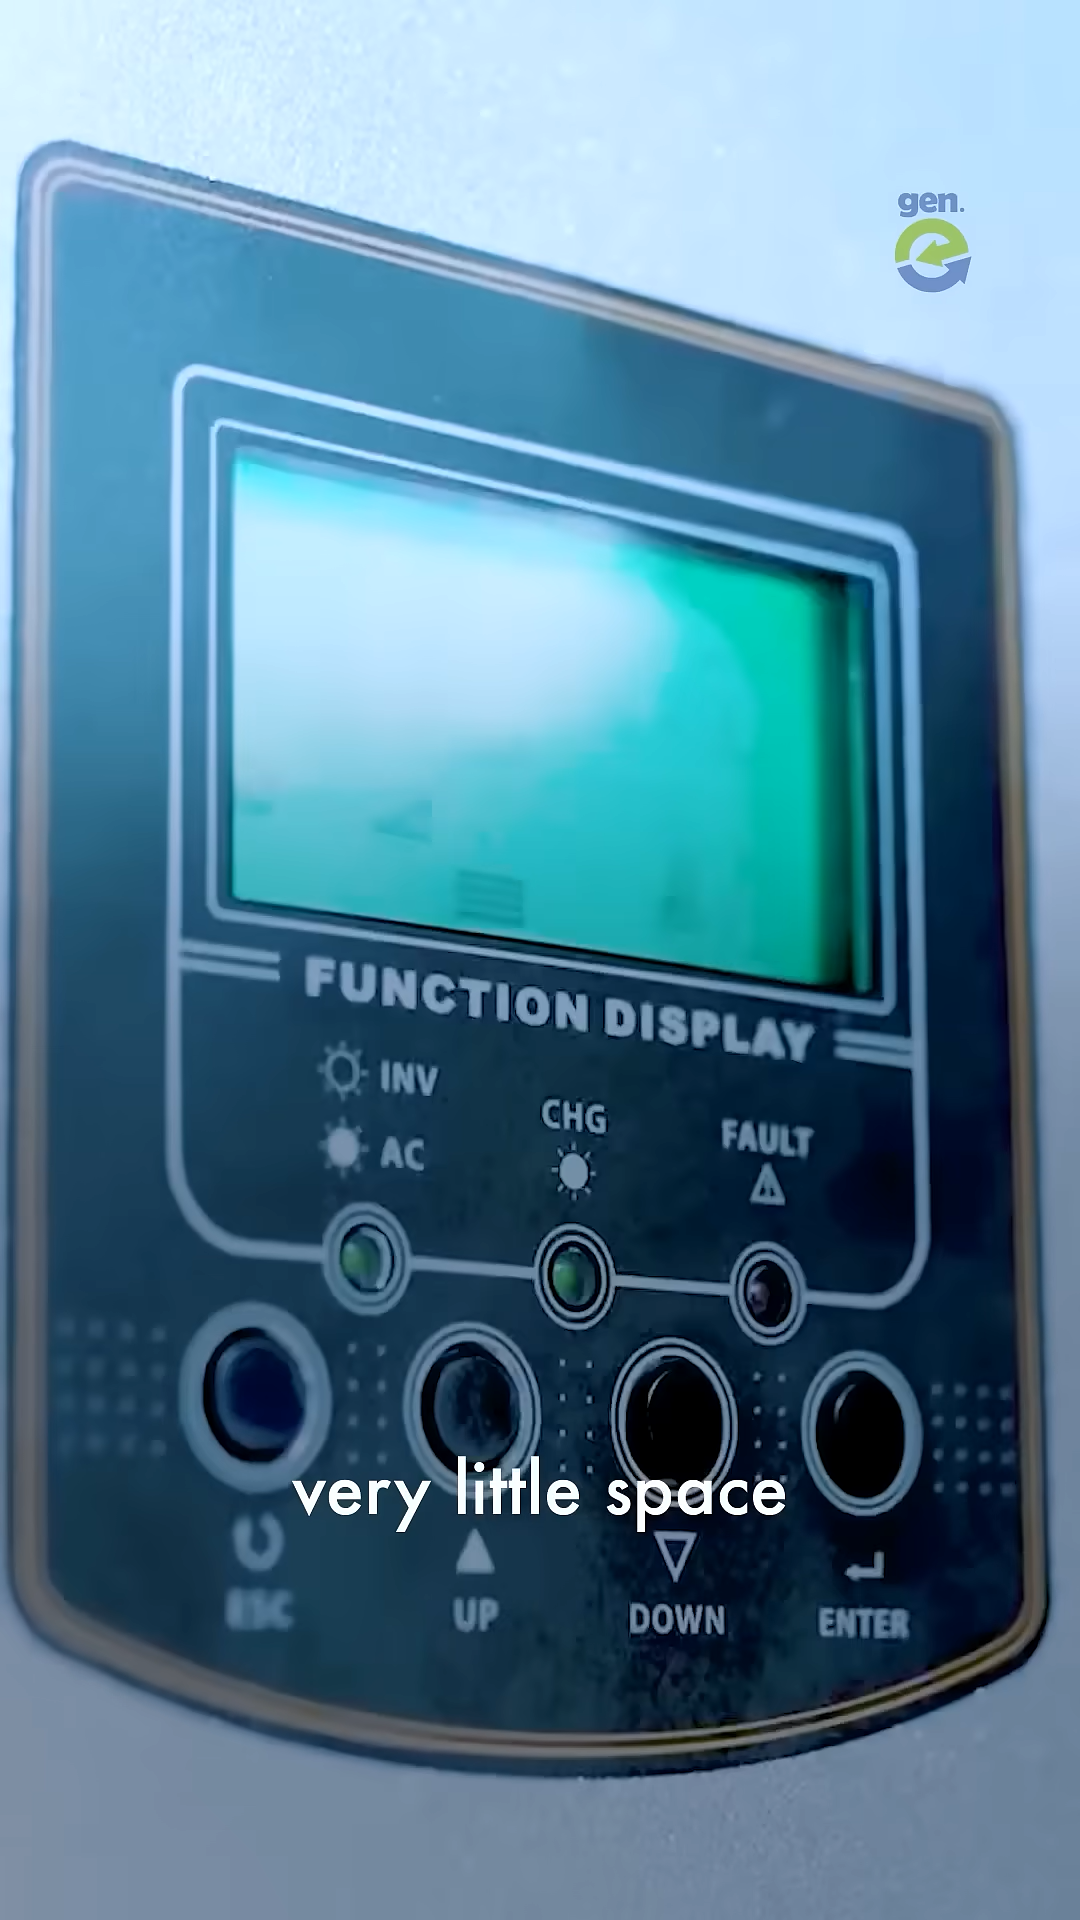 gen.
FUNCTION DISPLAY
INV
AC
CHG
FAULT
very little space
ESC
UP
DOWN
ENTER